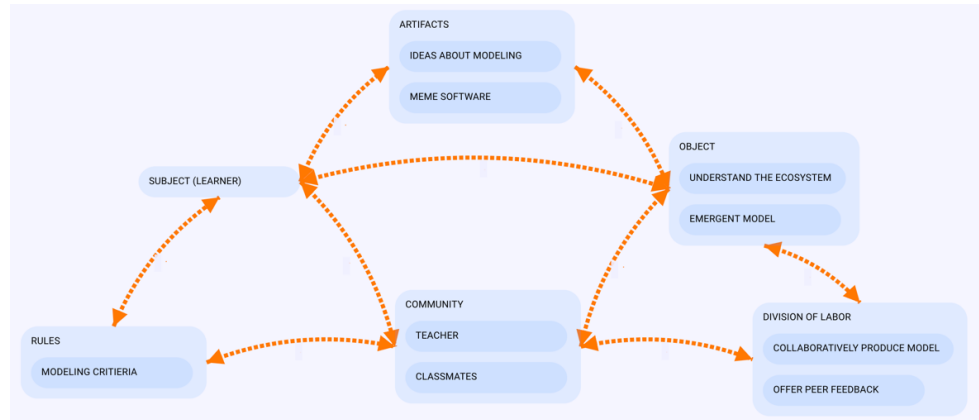 ARTIFACTS
IDEAS ABOUT MODELING
MEME SOFTWARE
OBJECT
UNDERSTAND THE ECOSYSTEM
EMERGENT MODEL
SUBJECT (LEARNER)
COMMUNITY
TEACHER
CLASSMATES
RULES
MODELING CRITIERIA
DIVISION OF LABOR
COLLABORATIVELY PRODUCE MODEL
OFFER PEER FEEDBACK